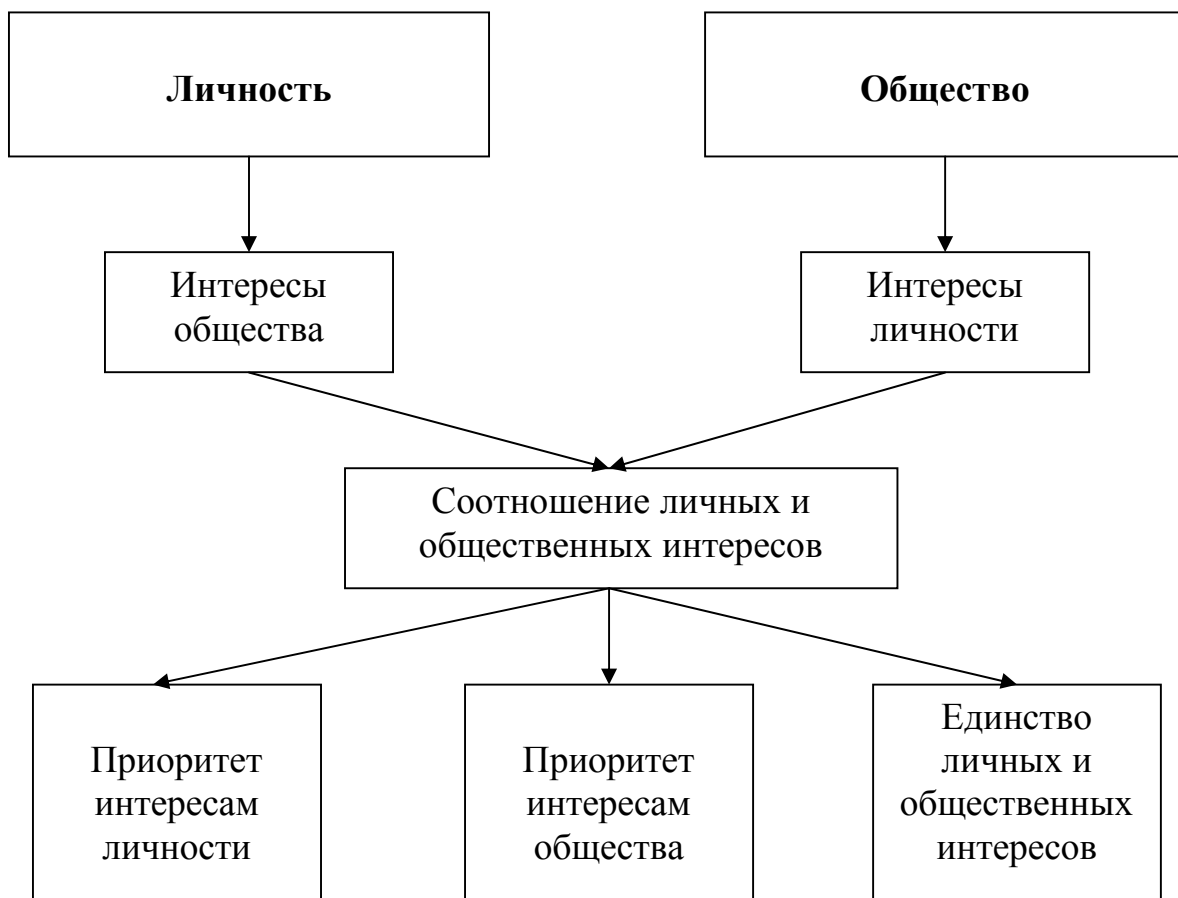 Личность
Общество
Интересы
общества
Интересы
личности
Соотношение личных и
общественных интересов
Приоритет
интересам
личности
Приоритет
интересам
общества
Единство
личных и
общественных
интересов